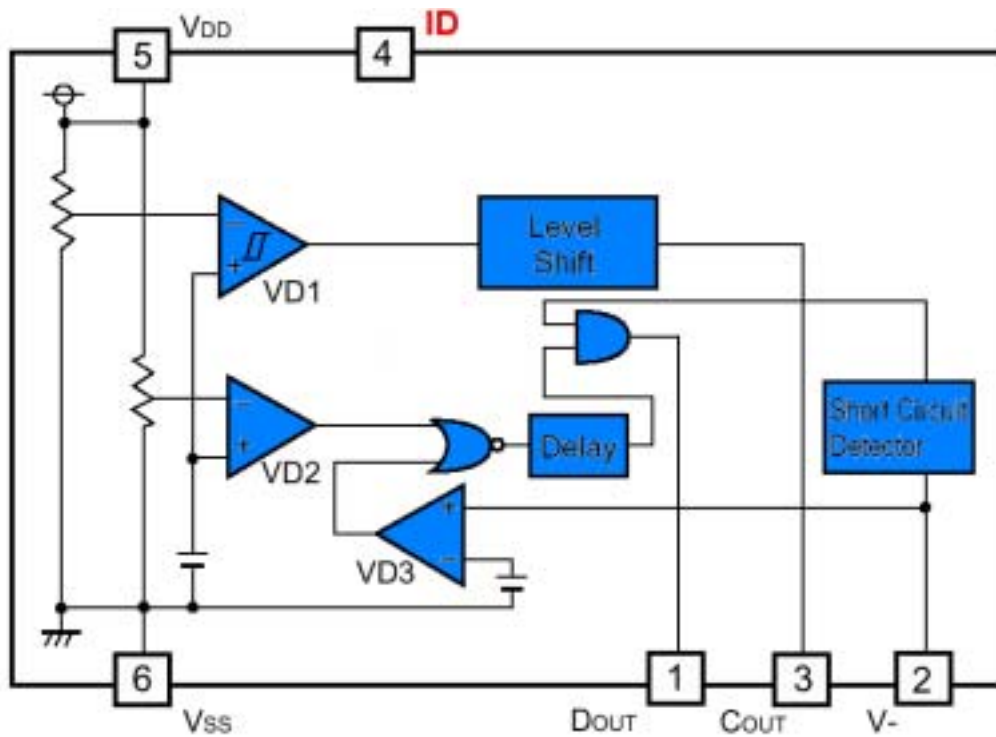 VDD
ID
5
4
−
+
VD1
Level
Shift
−
+
VD2
Delay
Short Circuit
Detector
+
−
VD3
6
1
3
2
VSS
DOUT
COUT
V-